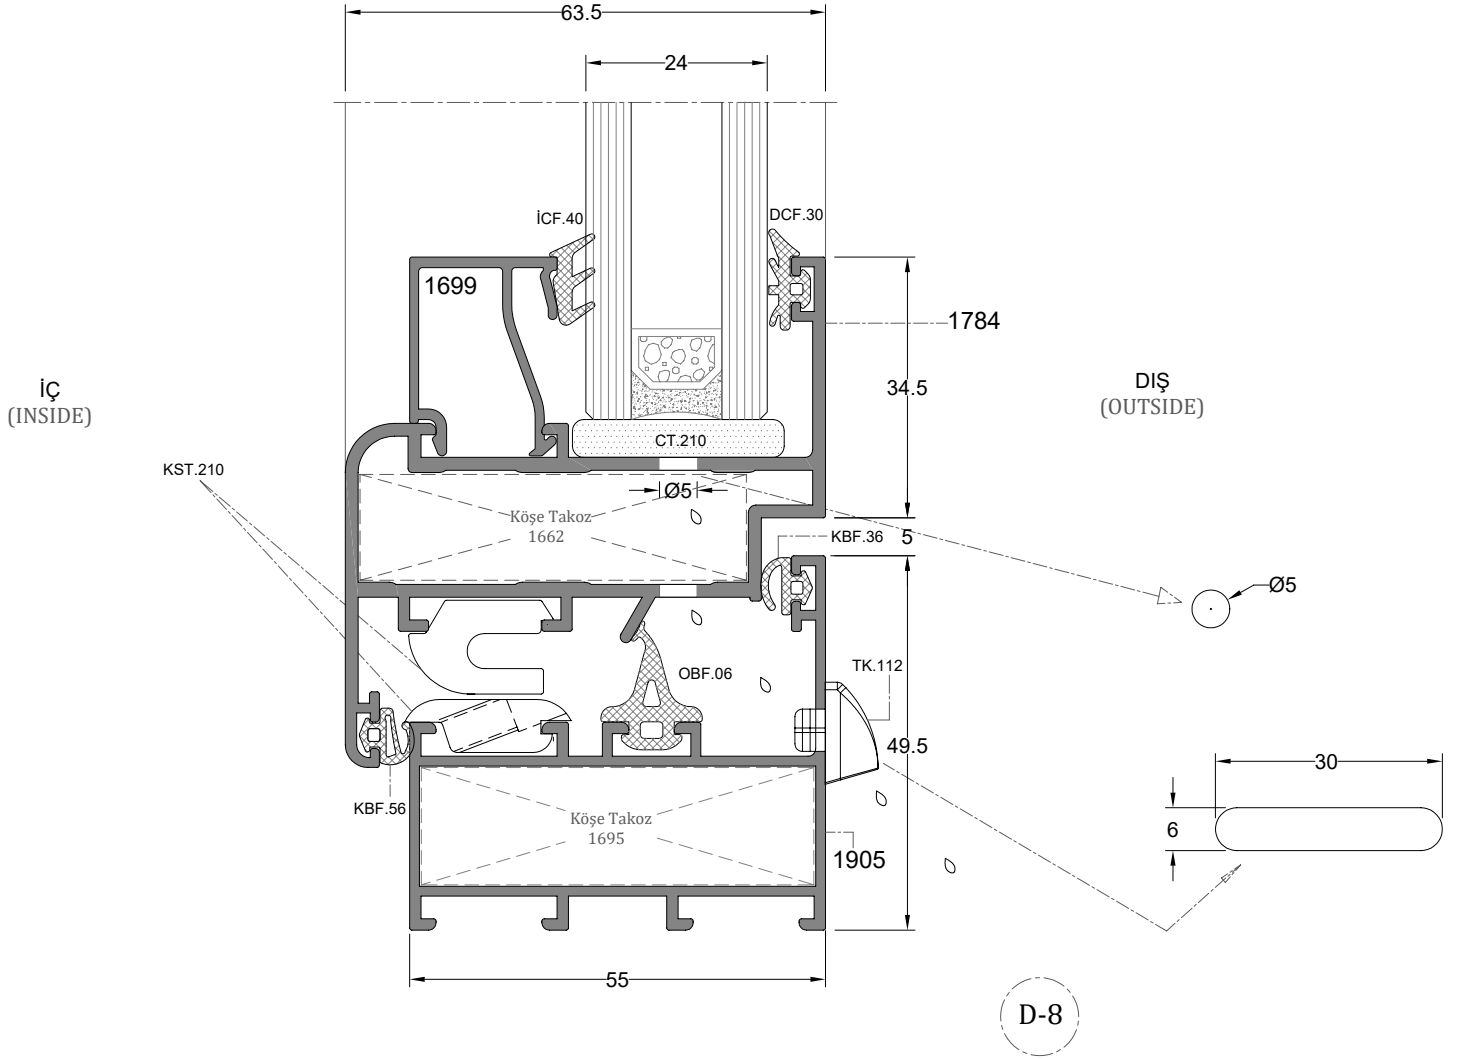 63.5
24
İCF.40
DCF.30
1699
1784
İÇ
(INSIDE)
34.5
DIŞ
(OUTSIDE)
CT.210
KST.210
Ø5
Köşe Takoz
1662
KBF.36
5
Ø5
OBF.06
TK.112
49.5
30
KBF.56
Köşe Takoz
1695
6
1905
55
D-8